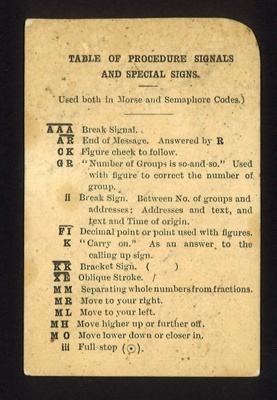 TABLE OF PROCEDURE SIGNALS
AND SPECIAL SIGNS.
Used both in Morse and Semaphore Codes.)
A A A Break Signal.
AR End of Message. Answered by R
OK Figure check to follow.
GR "Number of Groups is so-and-so." Used
with figure to correct the number of
group.
ii Break Sign. Between No. of groups and
addresses; Addresses and text, and
text and Time of origin.
FI Decimal point or point used with figures.
K "Carry on." As an answer to the
calling up sign.
KK Bracket Sign. ( )
XE Oblique Stroke. /
MM Separating whole numbers from fractions.
MR Move to your right.
ML Move to your left.
MH Move higher up or further off.
MO Move lower down or closer in.
iii Full stop (⊙).